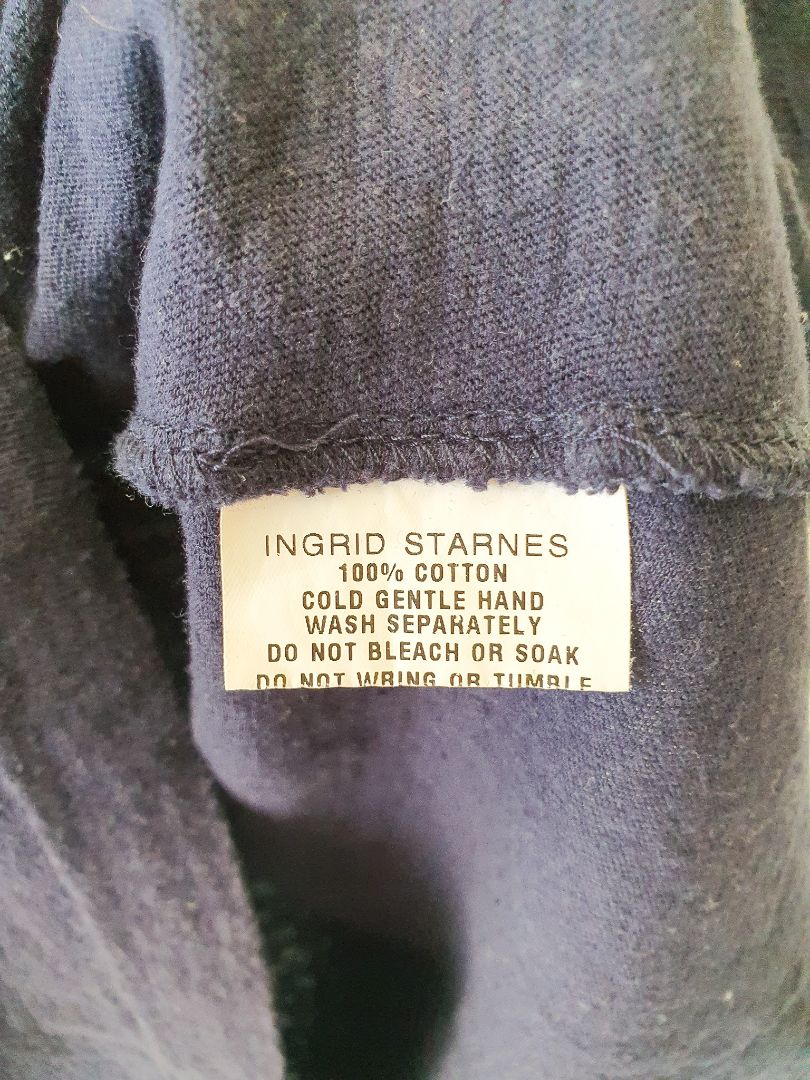 INGRID STARNES
100% COTTON
COLD GENTLE HAND
WASH SEPARATELY
DO NOT BLEACH OR SOAK
DO NOT WRING OR TUMBLE